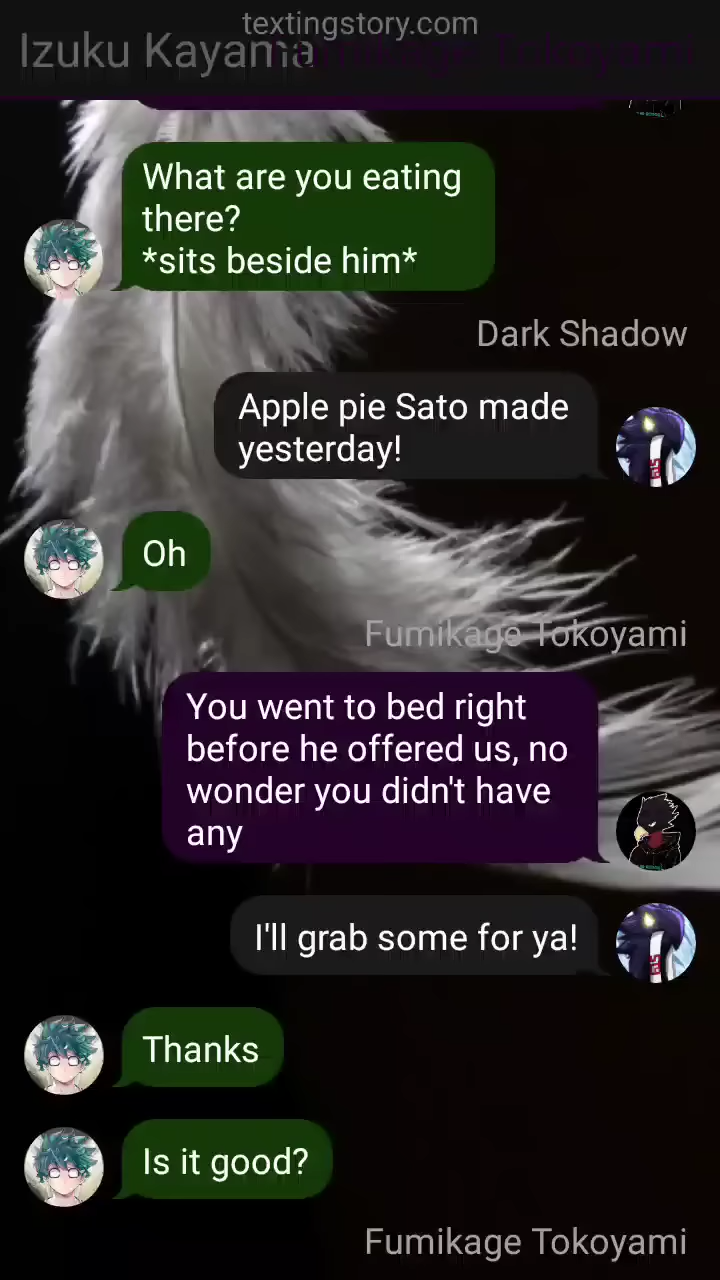 textingstory.com
Izuku Kayama
Fumikage Tokoyami
What are you eating
there?
*sits beside him*
Dark Shadow
Apple pie Sato made
yesterday!
Oh
Fumikage Tokoyami
You went to bed right
before he offered us, no
wonder you didn't have
any
I'll grab some for ya!
Thanks
Is it good?
Fumikage Tokoyami